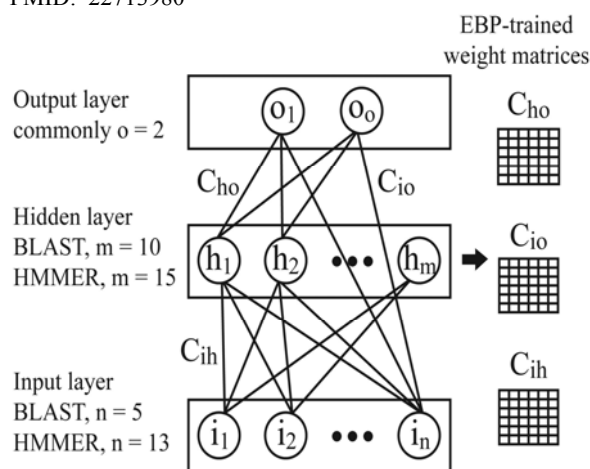 PMID: 22713980
EBP-trained
weight matrices
Output layer
commonly o = 2
o1
oo
Cho
Cho
Cio
Hidden layer
BLAST, m = 10
HMMER, m = 15
h1
h2
•••
hm
Cio
Cih
Input layer
BLAST, n = 5
HMMER, n = 13
i1
i2
•••
in
Cih